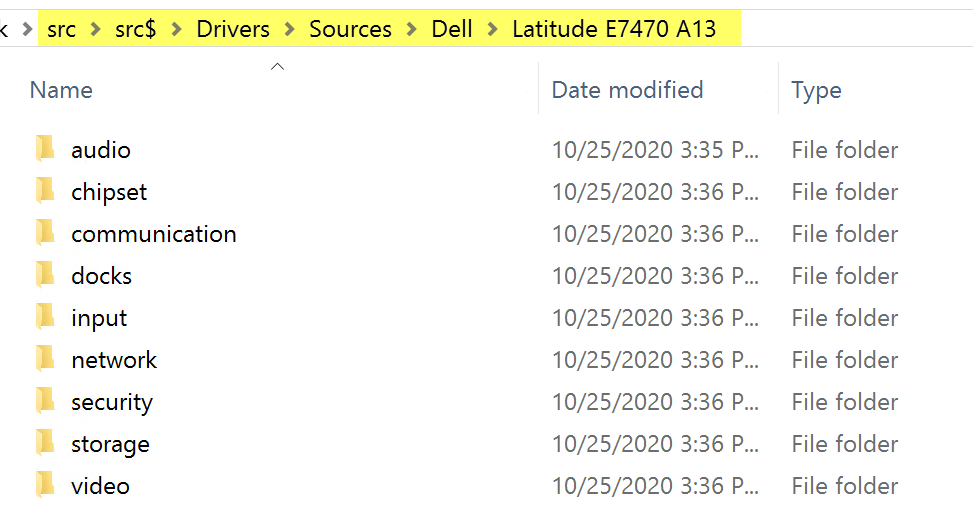 k > src > src$ > Drivers > Sources > Dell > Latitude E7470 A13
Name Date modified Type
audio 10/25/2020 3:35 P... File folder
chipset 10/25/2020 3:36 P... File folder
communication 10/25/2020 3:36 P... File folder
docks 10/25/2020 3:36 P... File folder
input 10/25/2020 3:36 P... File folder
network 10/25/2020 3:36 P... File folder
security 10/25/2020 3:36 P... File folder
storage 10/25/2020 3:36 P... File folder
video 10/25/2020 3:36 P... File folder